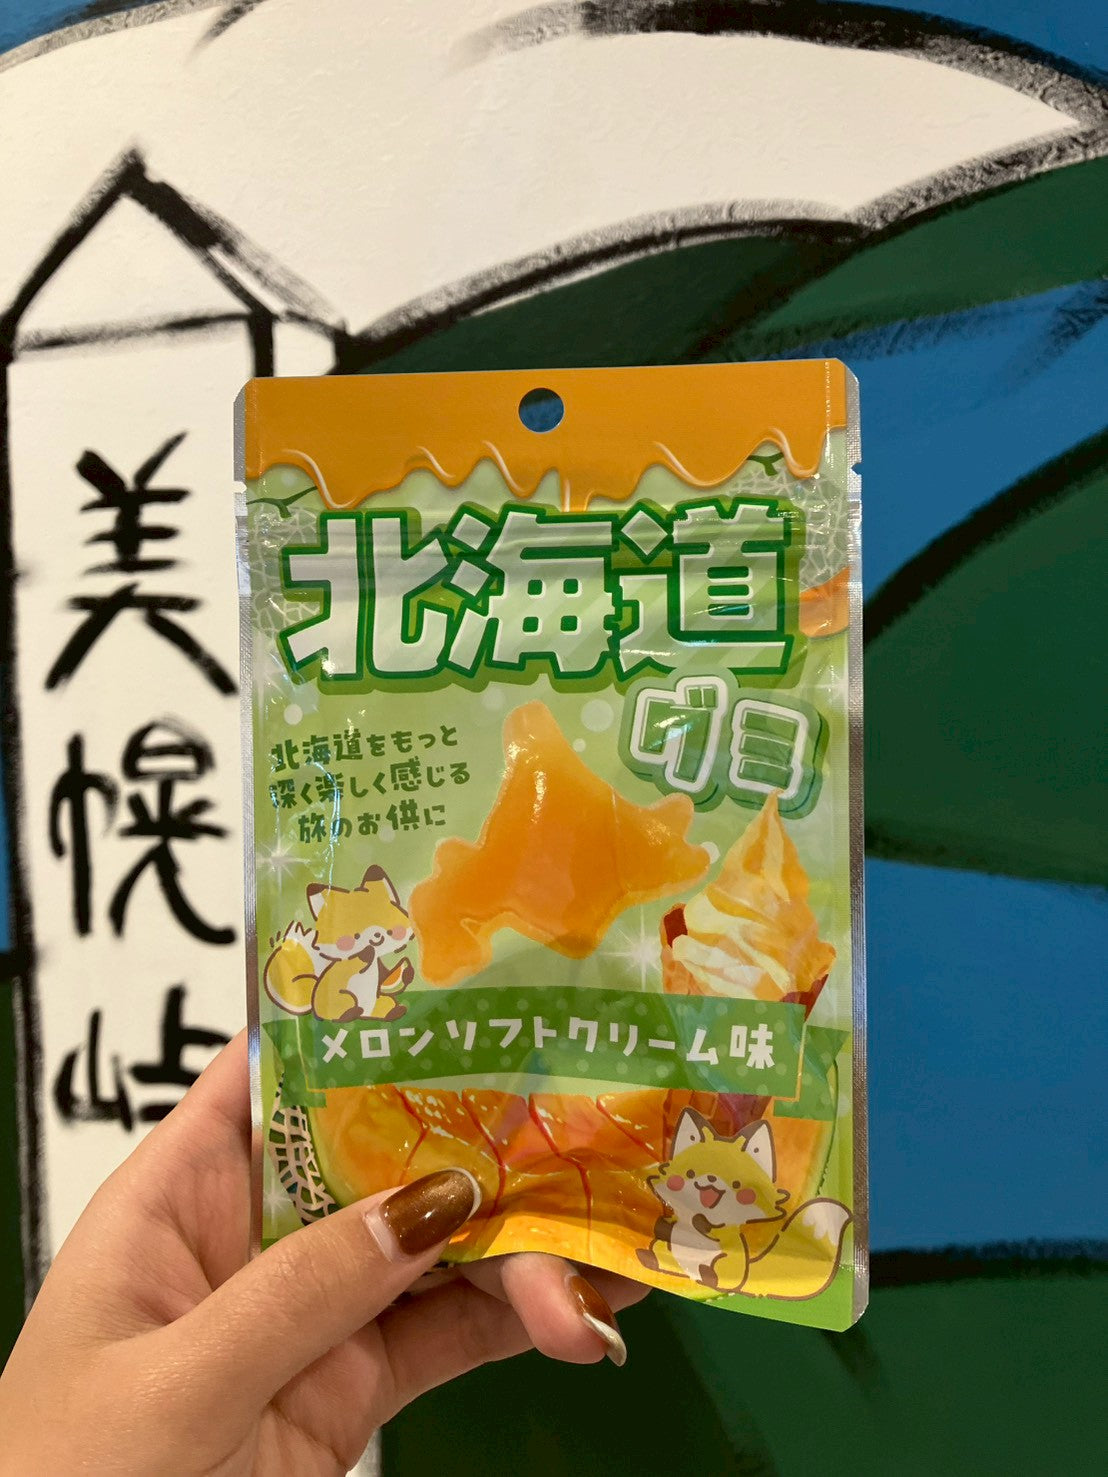 北海道
グミ
北海道をもっと
深く楽しく感じる
旅のお供に
メロンソフトクリーム味
美
幌
峠